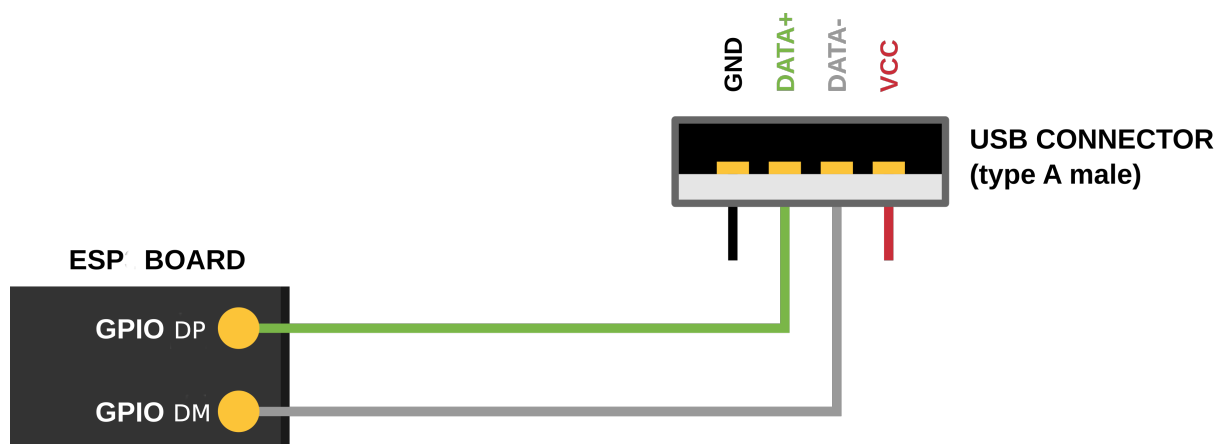 GND
DATA+
DATA-
VCC
USB CONNECTOR
(type A male)
ESP BOARD
GPIO DP
GPIO DM